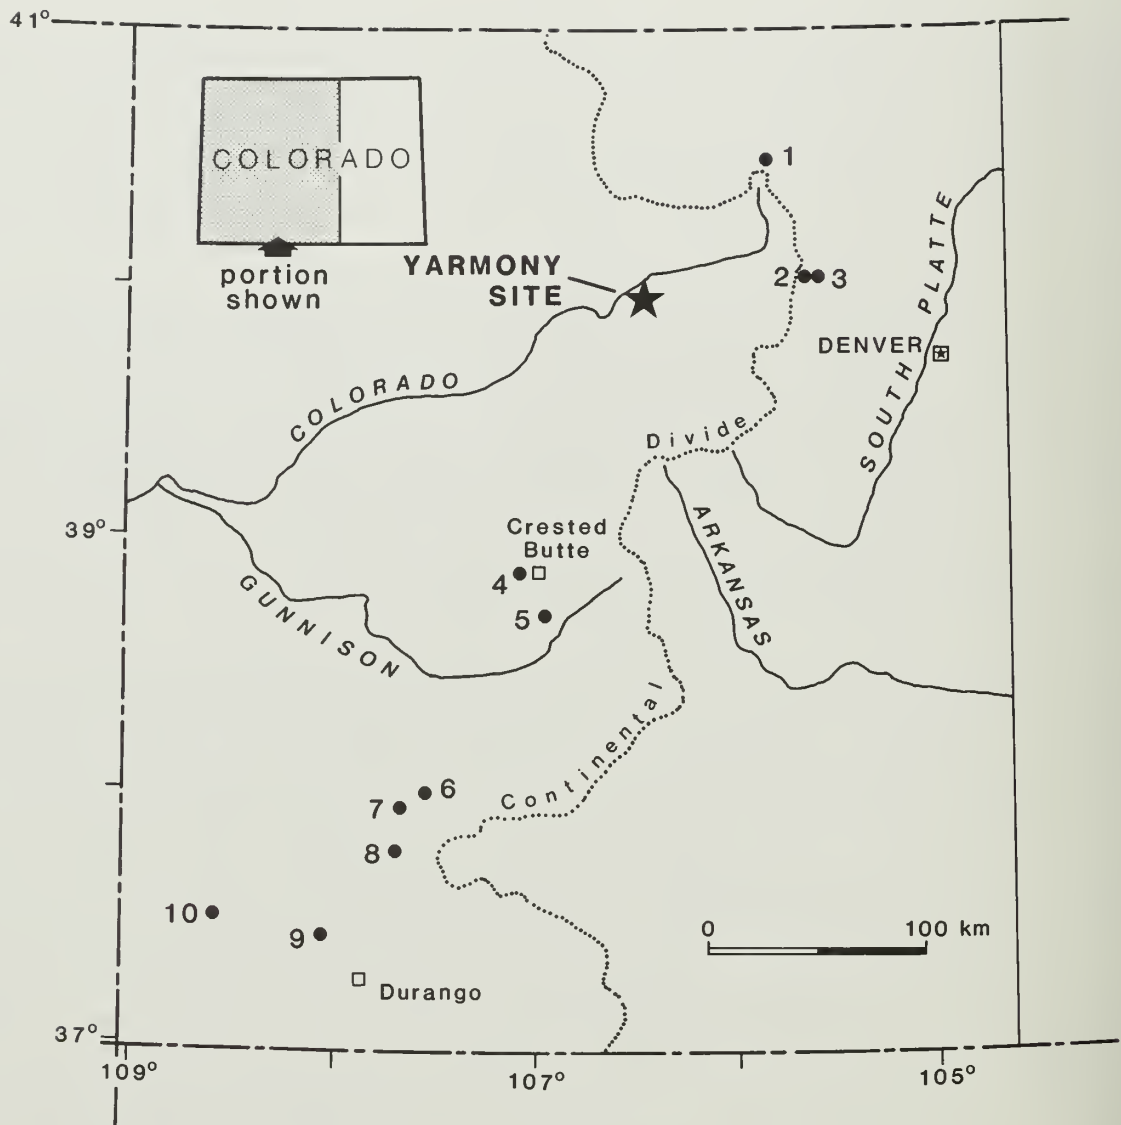 41°
COLORADO
portion
shown
1
YARMONY
SITE
2
3
SOUTH PLATTE
DENVER
COLORADO
Divide
39°
Crested
Butte
4
5
ARKANSAS
GUNNISON
Continental
6
7
8
10
9
0 100 km
Durango
37°
109°
107°
105°